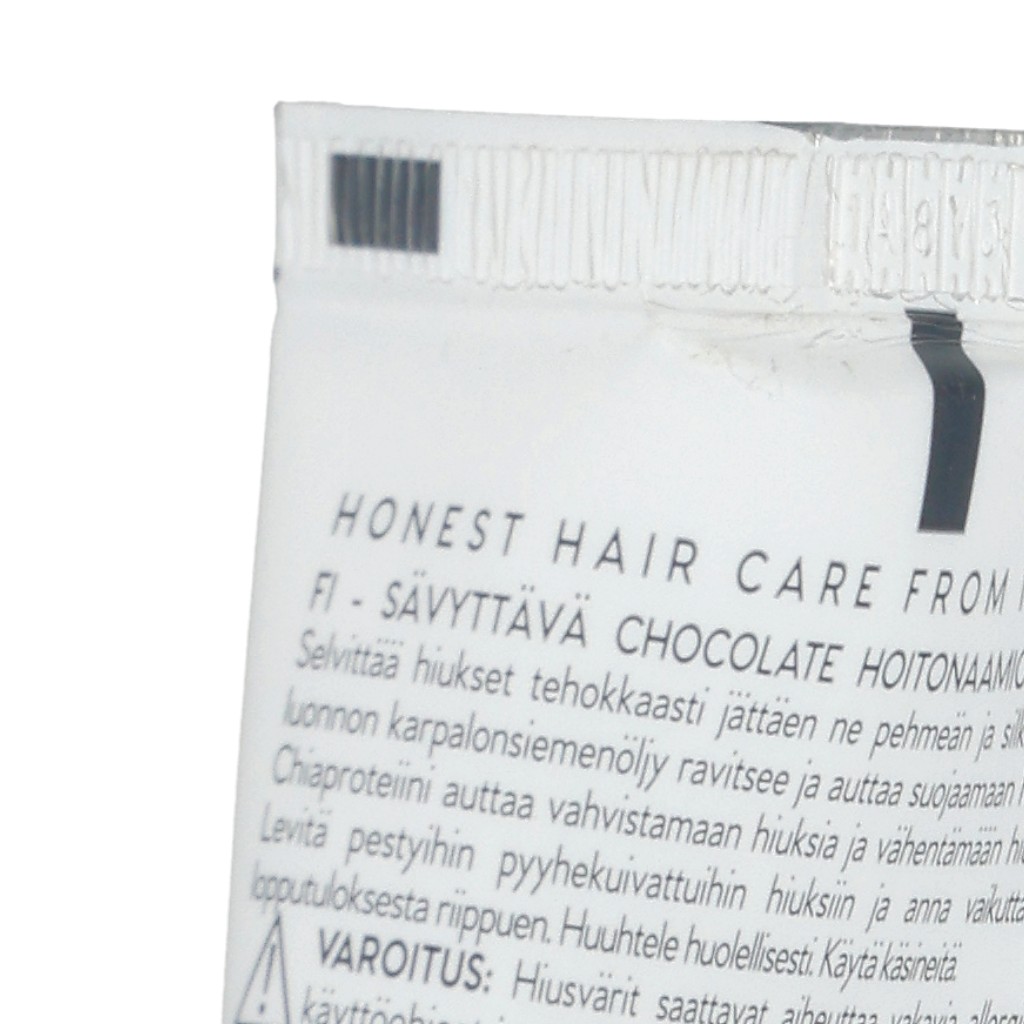 HONEST HAIR CARE FROM
FI - SÄVYTTÄVÄ CHOCOLATE HOITONAAMIO
Selvittää hiukset tehokkaasti jättäen ne pehmeän ja
luonnon karpalonsiemenöljy ravitsee ja auttaa suojaamaan
Chiaproteiini auttaa vahvistamaan hiuksia ja vähentämään
Levitä pestyihin pyyhekuivattuihin hiuksiin ja anna
lopputuloksesta riippuen. Huuhtele huolellisesti. Käytä käsineitä.
VAROITUS: Hiusvärit saattavat aiheuttaa vakavia